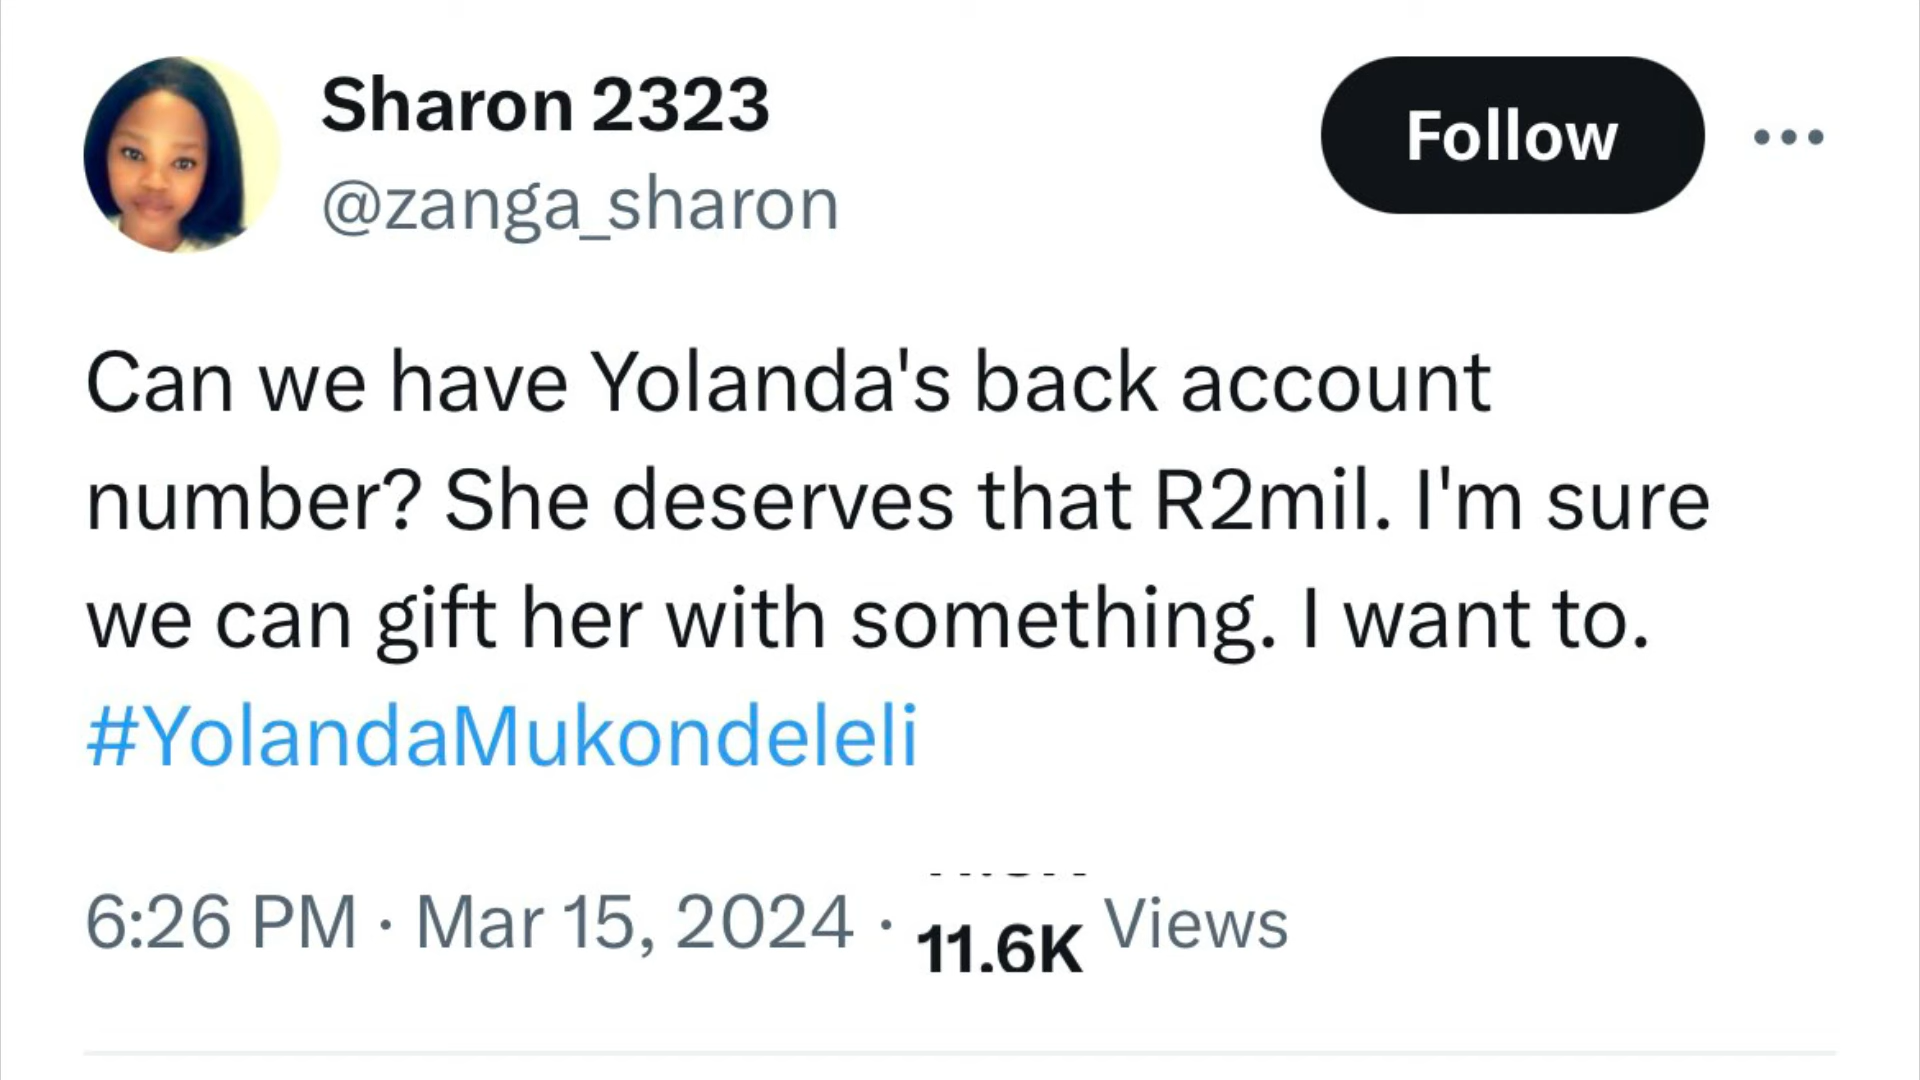 Sharon 2323
Follow
@zanga_sharon
Can we have Yolanda's back account
number? She deserves that R2mil. I'm sure
we can gift her with something. I want to.
#YolandaMukondeleli
6:26 PM · Mar 15, 2024 · 11.6K Views